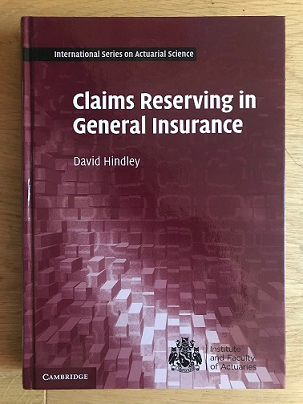 International Series on Actuarial Science
Claims Reserving in
General Insurance
David Hindley
Institute
and Faculty
of Actuaries
CAMBRIDGE